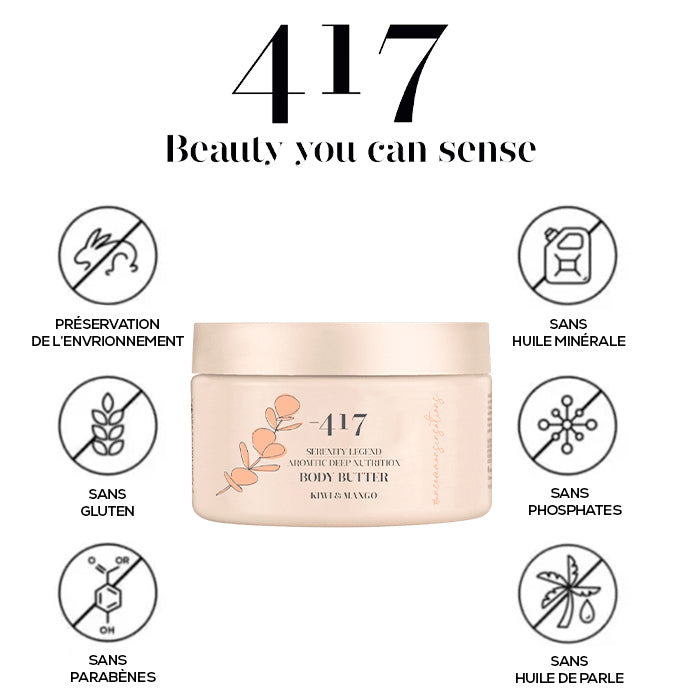 417
Beauty you can sense
PRÉSERVATION
DE L'ENVRIONNEMENT
SANS
HUILE MINÉRALE
-417
SERENITY LEGEND
AROMTIC DEEP NUTRITION
BODY BUTTER
KIWI & MANGO
SANS
GLUTEN
SANS
PHOSPHATES
O
OR
OH
SANS
PARABÈNES
SANS
HUILE DE PARLE